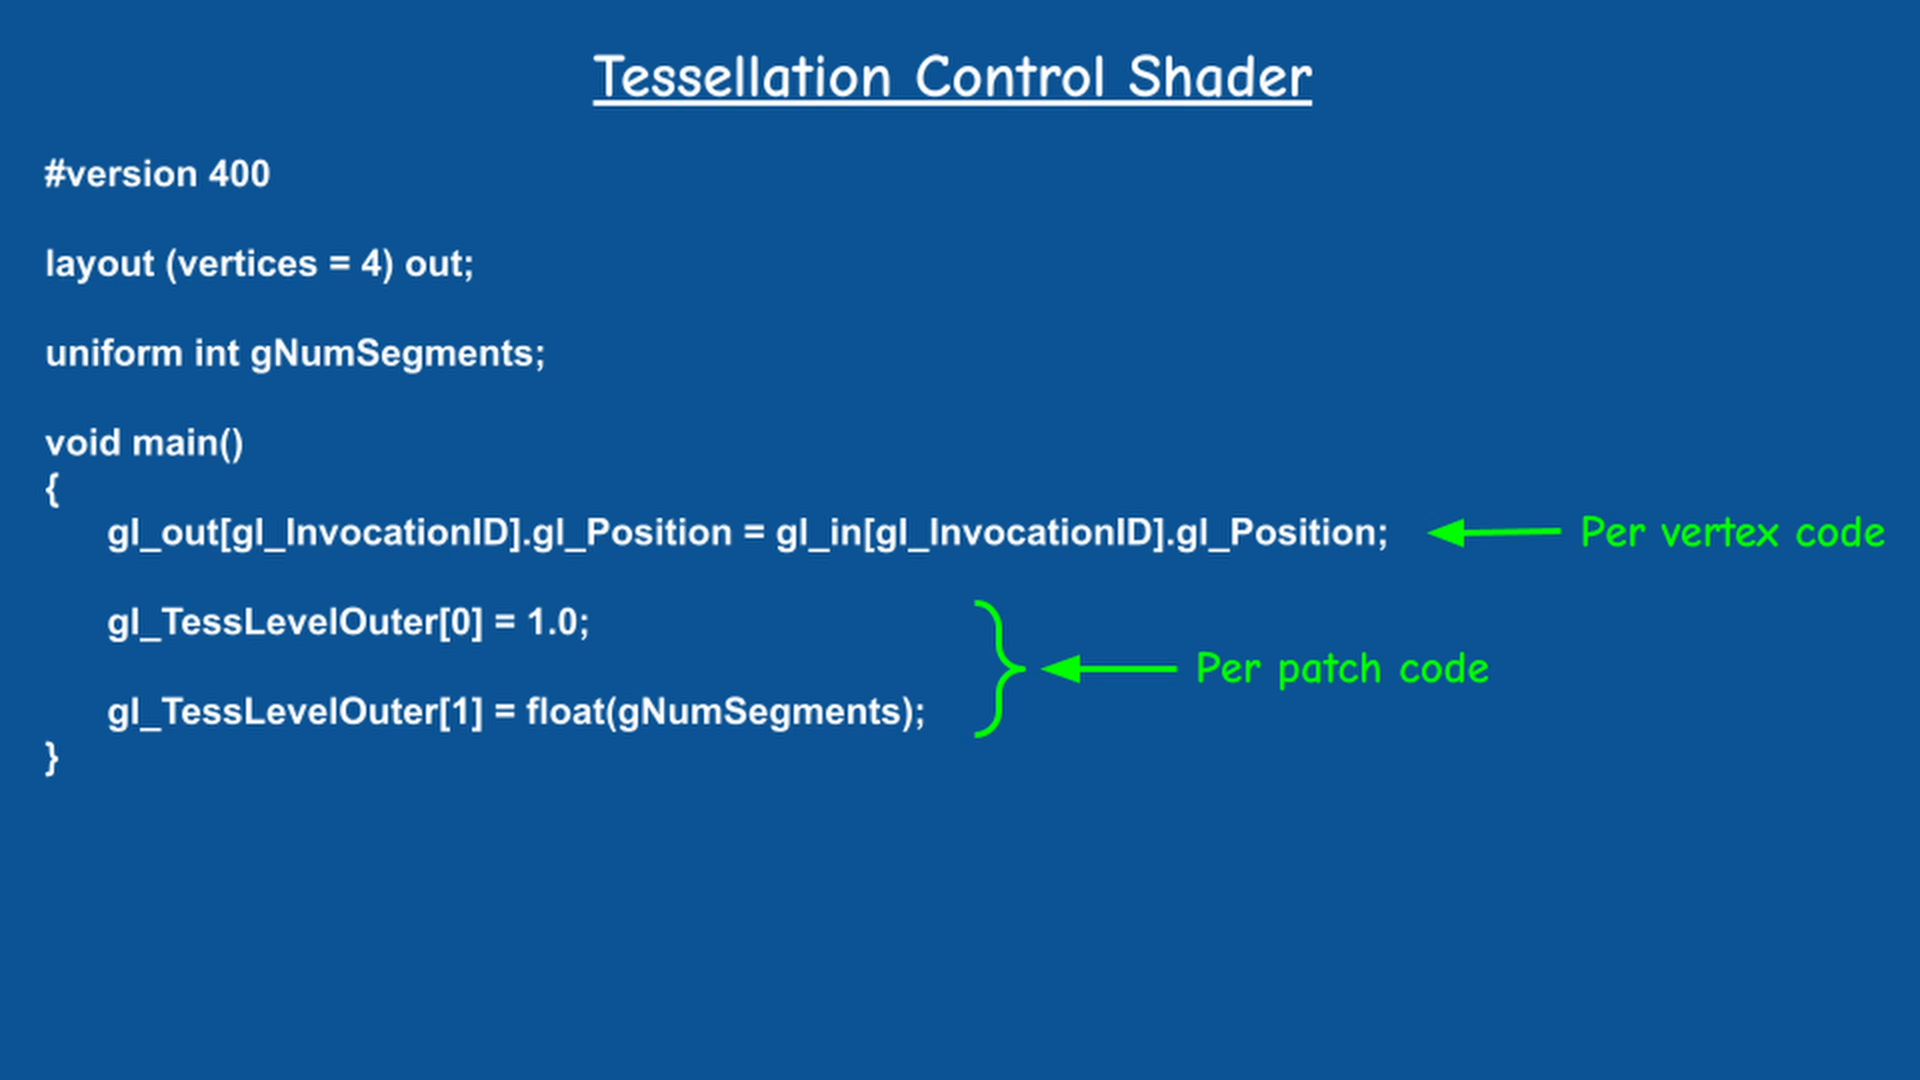 Tessellation Control Shader
#version 400
layout (vertices = 4) out;
uniform int gNumSegments;
void main()
{
gl_out[gl_InvocationID].gl_Position = gl_in[gl_InvocationID].gl_Position;
Per vertex code
gl_TessLevelOuter[0] = 1.0;
Per patch code
gl_TessLevelOuter[1] = float(gNumSegments);
}